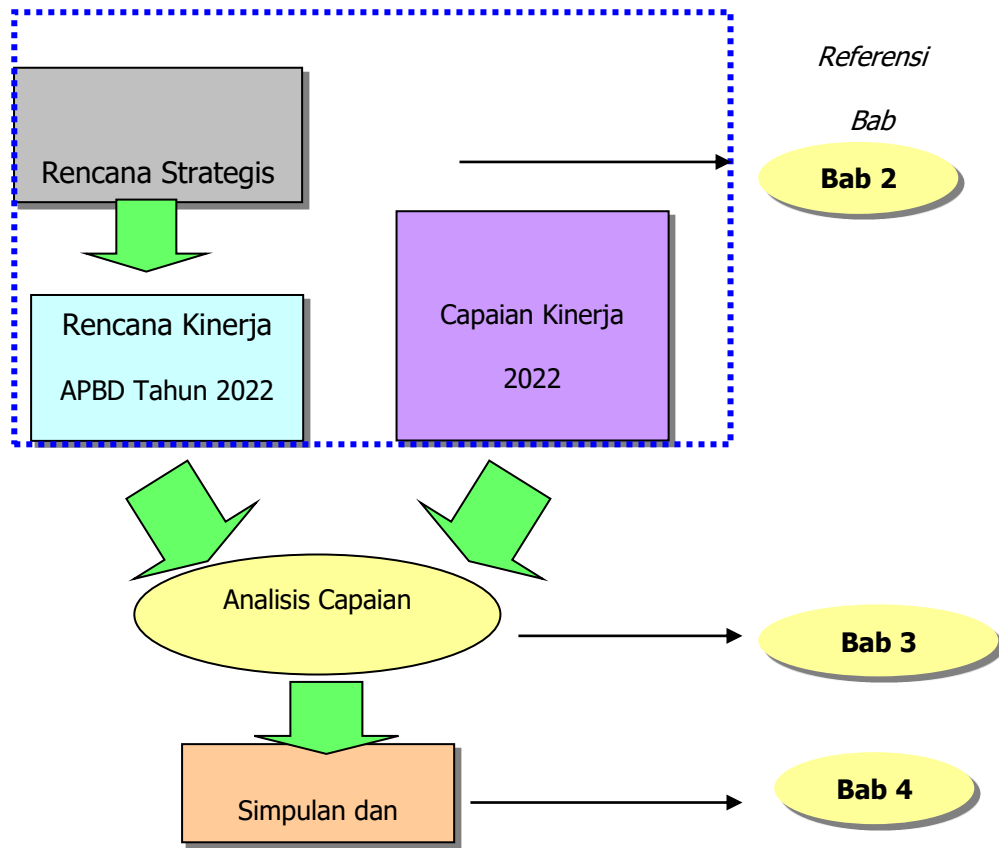 Referensi
Bab
Rencana Strategis
Bab 2
Rencana Kinerja
APBD Tahun 2022
Capaian Kinerja
2022
Analisis Capaian
Bab 3
Simpulan dan
Bab 4